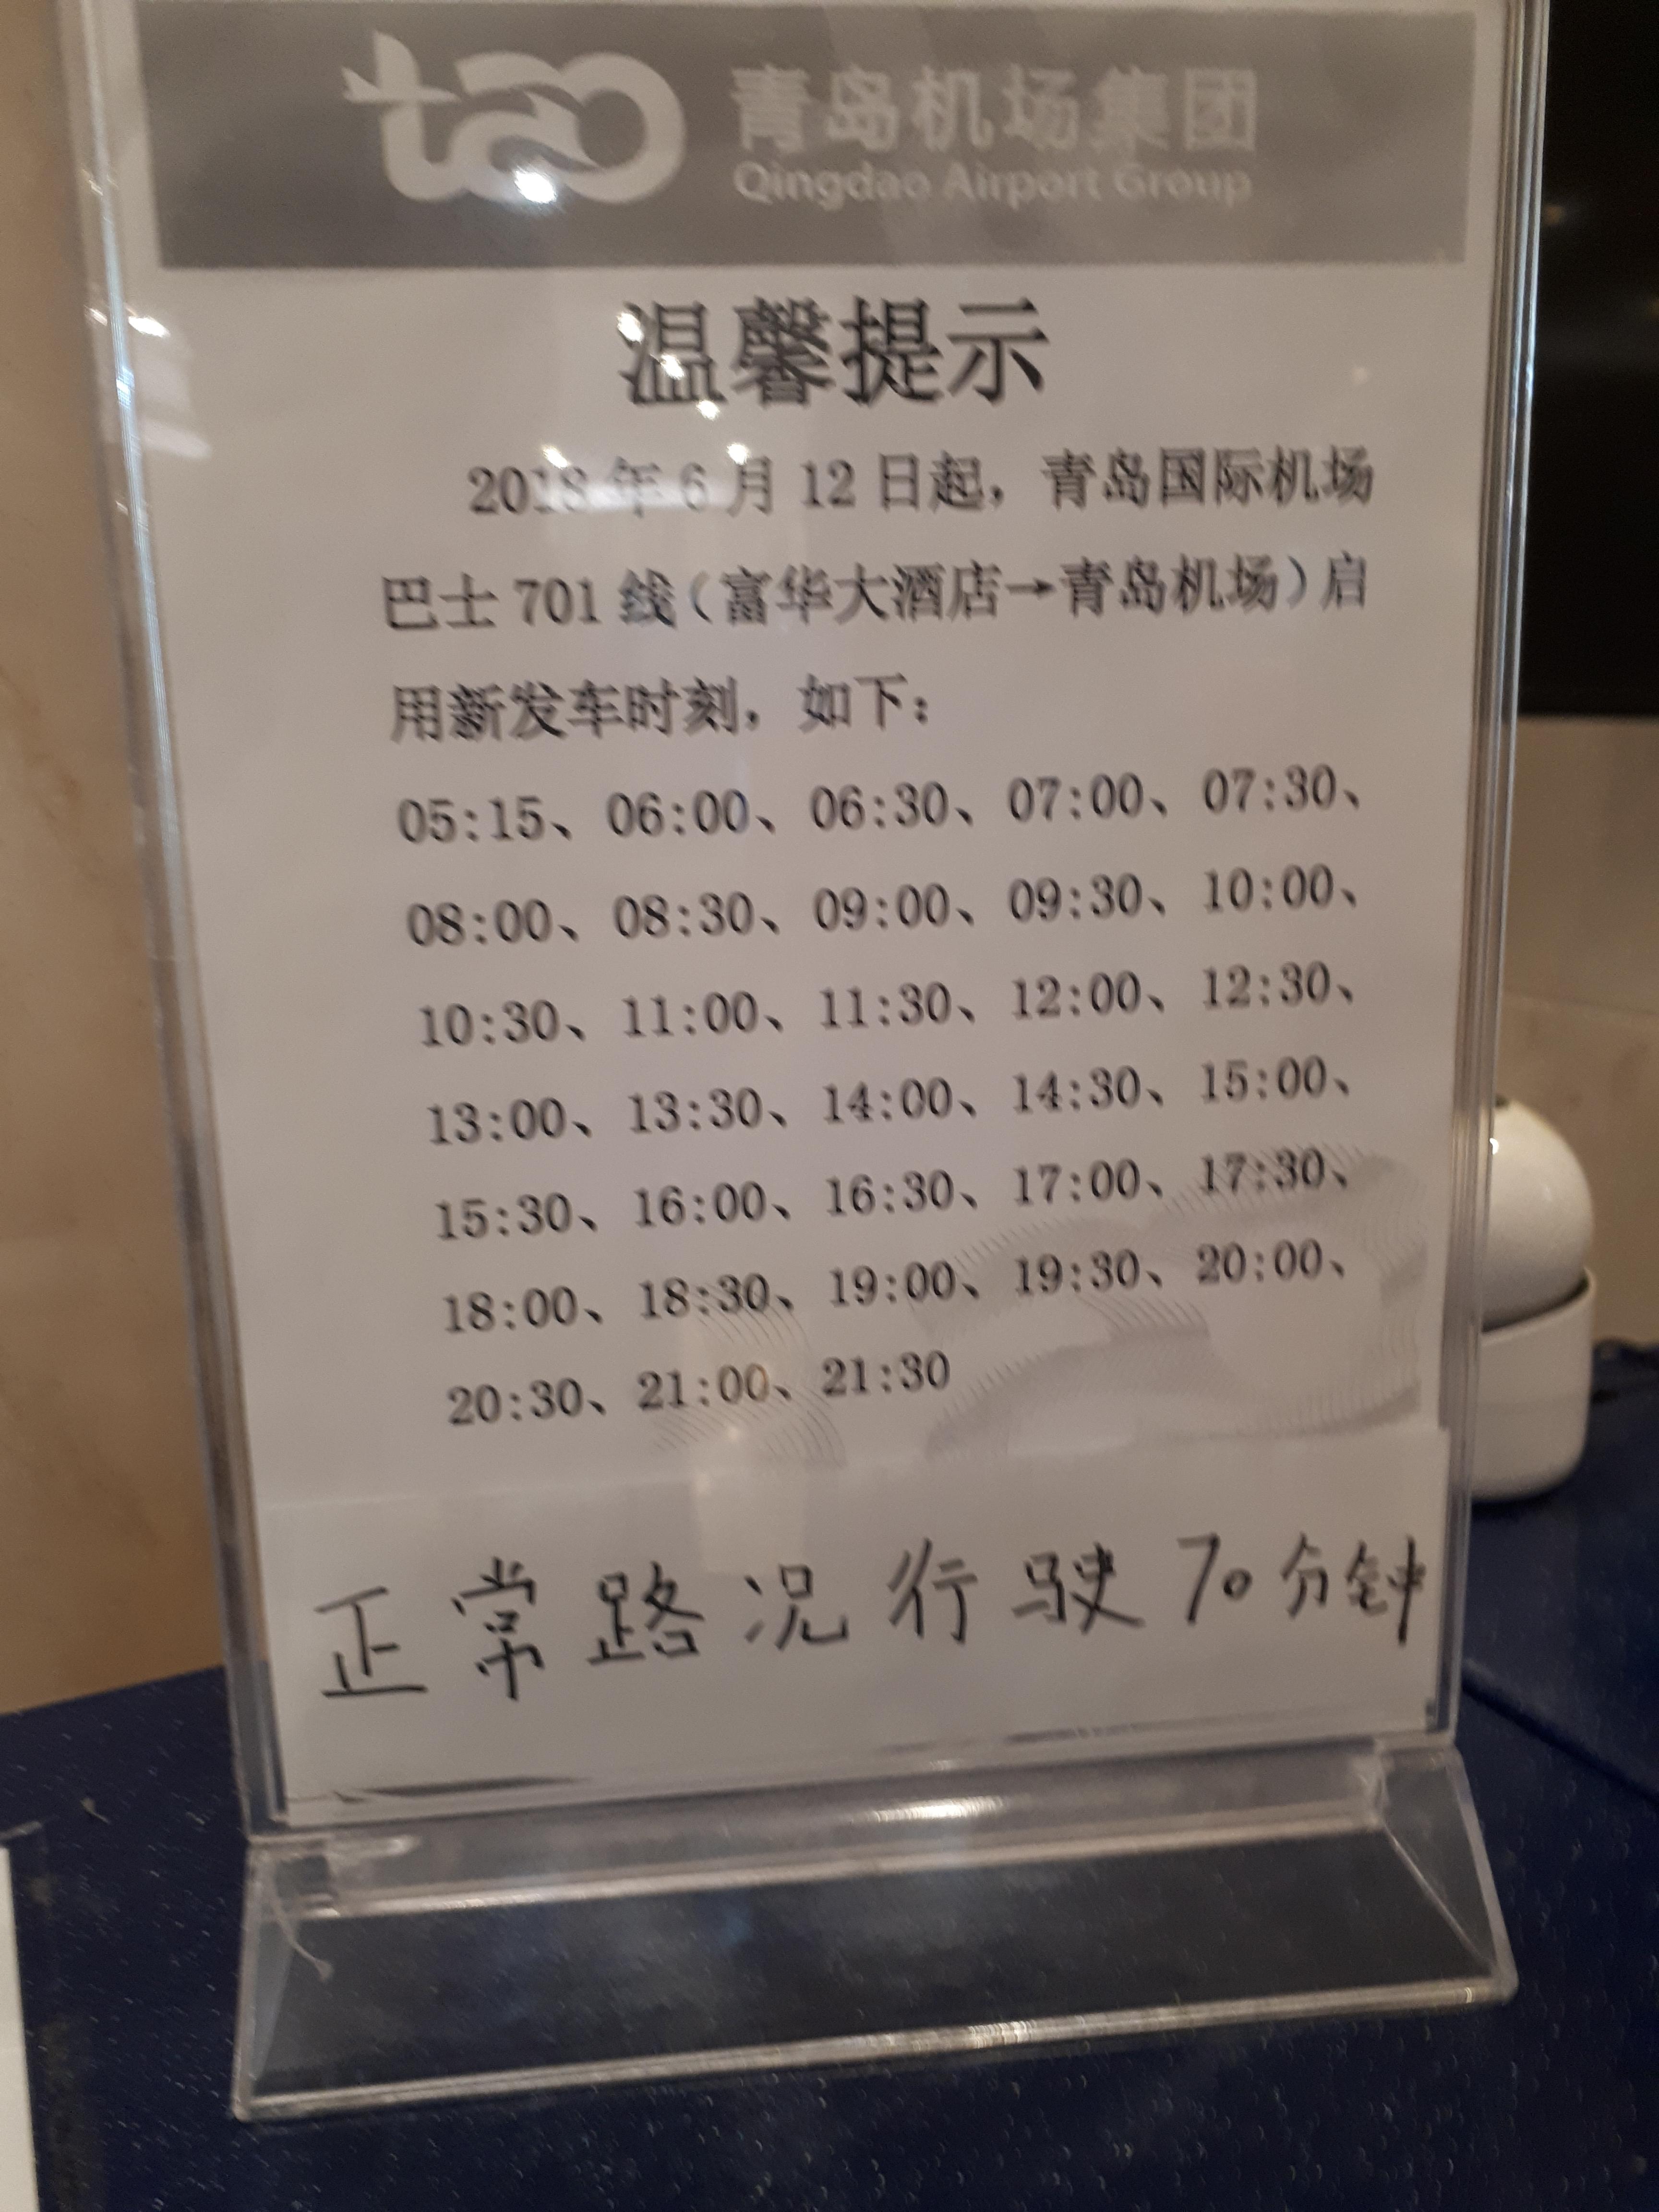 tao 青岛机场集团
Qingdao Airport Group
温馨提示
2018 年 6 月 12 日起，青岛国际机场
巴士 701 线（富华大酒店→青岛机场）启
用新发车时刻，如下：
05:15、06:00、06:30、07:00、07:30、
08:00、08:30、09:00、09:30、10:00、
10:30、11:00、11:30、12:00、12:30、
13:00、13:30、14:00、14:30、15:00、
15:30、16:00、16:30、17:00、17:30、
18:00、18:30、19:00、19:30、20:00、
20:30、21:00、21:30
正常路况行驶70分钟